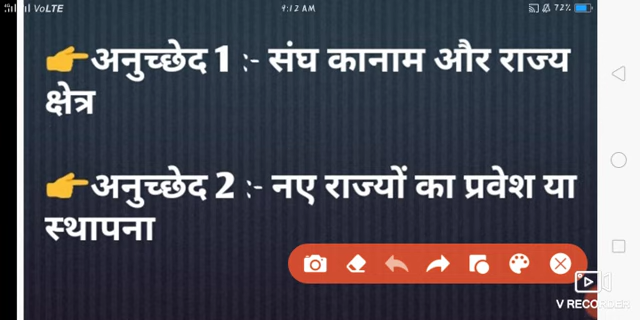 VoLTE 9:12 AM 72%
👉अनुच्छेद 1 :- संघ कानाम और राज्य
क्षेत्र
👉अनुच्छेद 2 :- नए राज्यों का प्रवेश या
स्थापना
V RECORDER